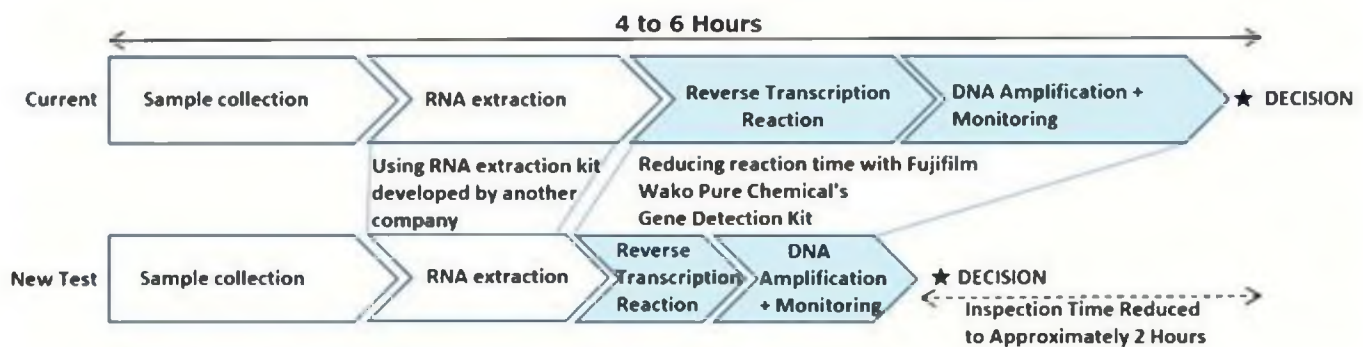 4 to 6 Hours
Current
Sample collection
RNA extraction
Reverse Transcription
Reaction
DNA Amplification +
Monitoring
★ DECISION
Using RNA extraction kit
developed by another
company
Reducing reaction time with Fujifilm
Wako Pure Chemical's
Gene Detection Kit
New Test
Sample collection
RNA extraction
Reverse
Transcription
Reaction
DNA
Amplification
+ Monitoring
★ DECISION
Inspection Time Reduced
to Approximately 2 Hours